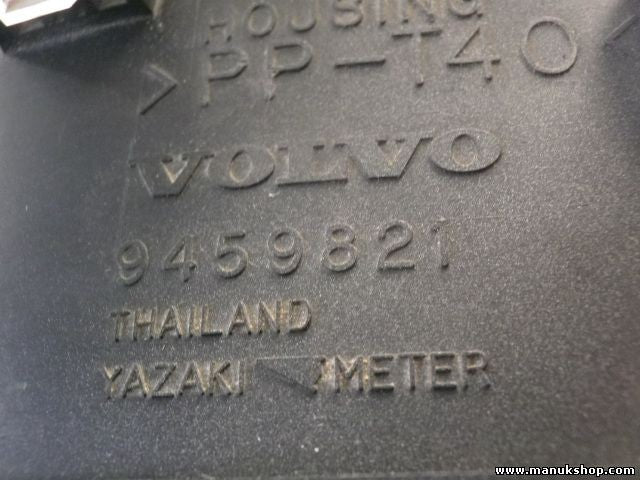 HOUSING
>PP-T40
VOLVO
9459821
THAILAND
YAZAKI METER
www.manukshop.com